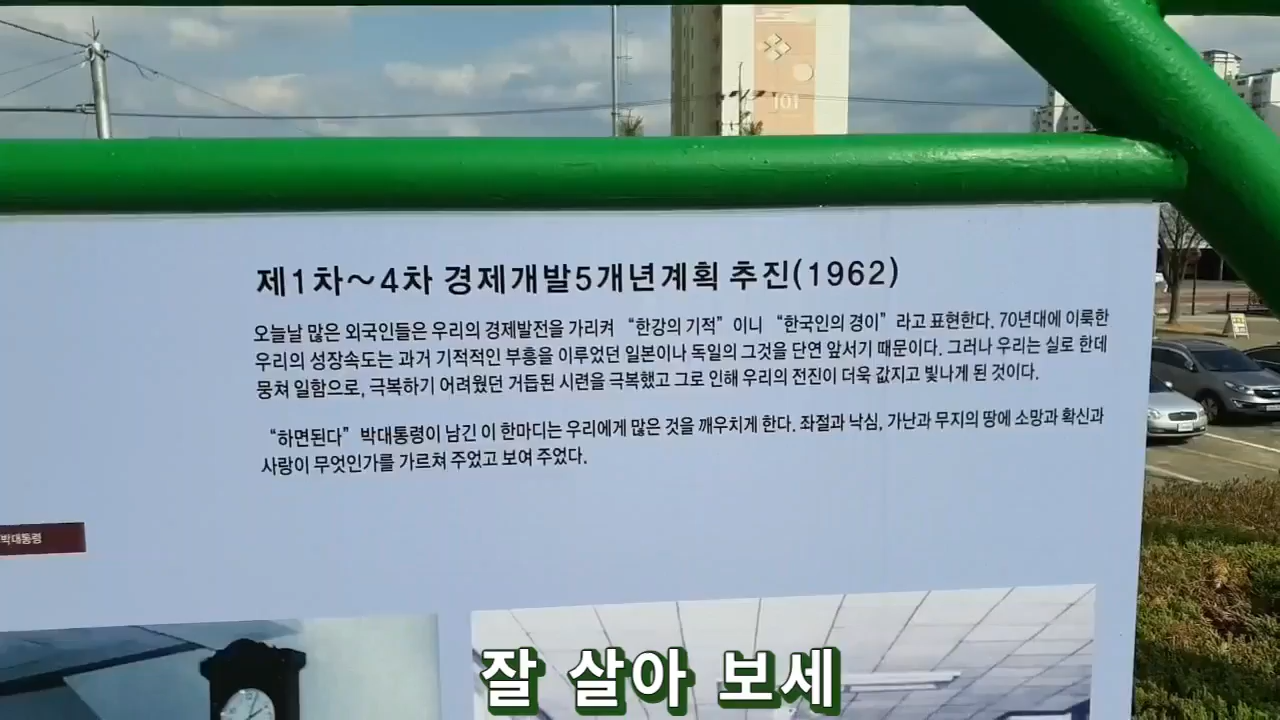 101
제1차~4차 경제개발5개년계획 추진(1962)
오늘날 많은 외국인들은 우리의 경제발전을 가리켜 “한강의 기적” 이니 “한국인의 경이” 라고 표현한다. 70년대에 이룩한
우리의 성장속도는 과거 기적적인 부흥을 이루었던 일본이나 독일의 그것을 단연 앞서기 때문이다. 그러나 우리는 실로 한데
뭉쳐 일함으로, 극복하기 어려웠던 거듭된 시련을 극복했고 그로 인해 우리의 전진이 더욱 값지고 빛나게 된 것이다.
“하면된다” 박대통령이 남긴 이 한마디는 우리에게 많은 것을 깨우치게 한다. 좌절과 낙심, 가난과 무지의 땅에 소망과 확신과
사랑이 무엇인가를 가르쳐 주었고 보여 주었다.
박대통령
잘 살아 보세